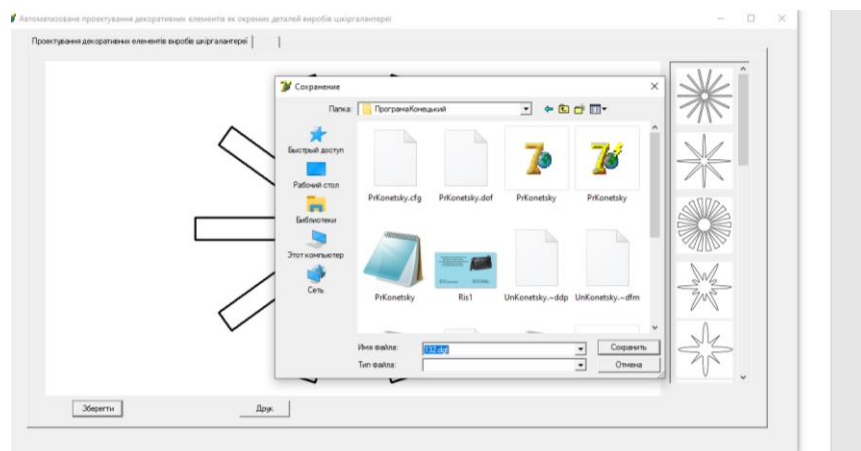 Автоматизоване проектування декоративних елементів як окремих деталей виробів шкіргалантереї
Проектування декоративних елементів виробів шкіргалантереї
Сохранение
Папка:
ПрограмаКонецький
Быстрый доступ
Рабочий стол
Библиотеки
Этот компьютер
Сеть
PrKonetsky.cfg
PrKonetsky.dof
PrKonetsky
PrKonetsky
PrKonetsky
Ris1
UnKonetsky.~ddp
UnKonetsky.~dfm
Имя файла:
Сохранить
Тип файла:
Отмена
Зберегти
Друк